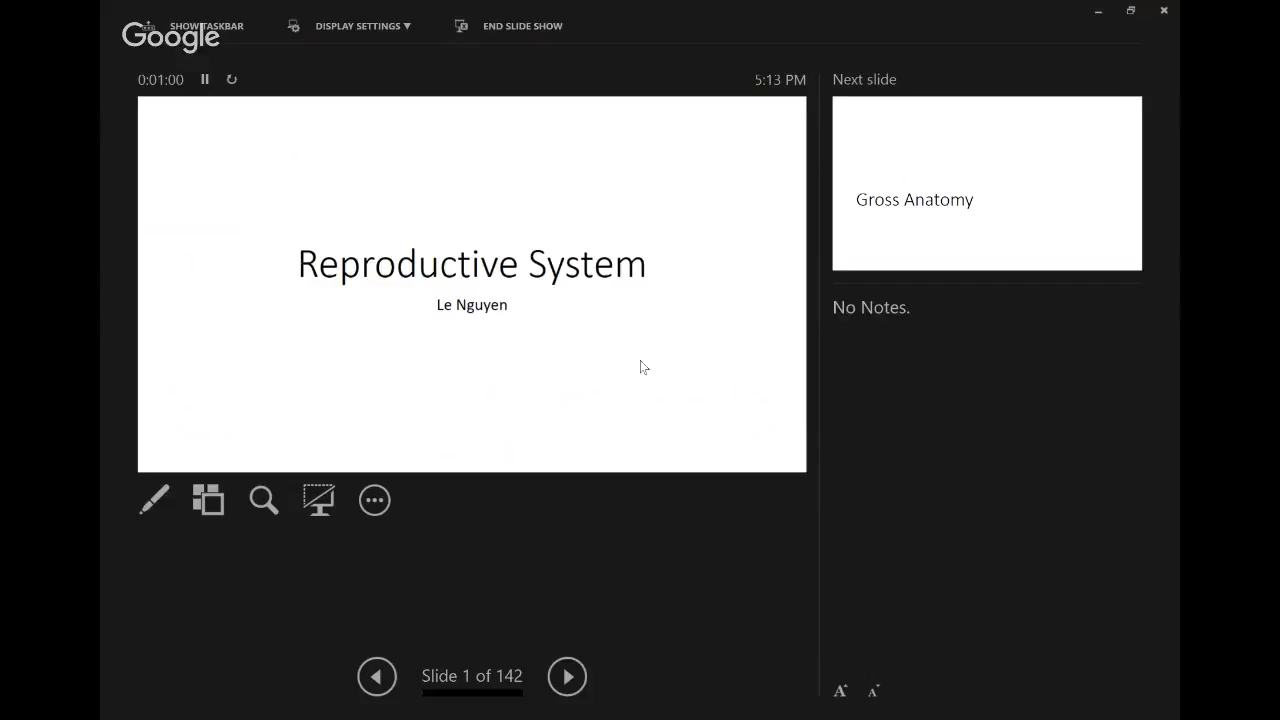 SHOW TASKBAR
DISPLAY SETTINGS ▼
END SLIDE SHOW
Google
0:01:00
5:13 PM
Next slide
Reproductive System
Le Nguyen
Gross Anatomy
No Notes.
Slide 1 of 142
A
A